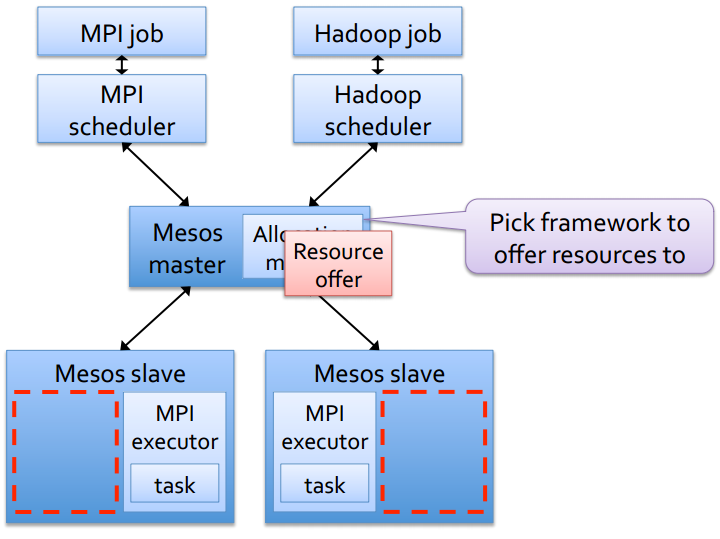 MPI job
Hadoop job
MPI
scheduler
Hadoop
scheduler
Mesos
master
Resource
offer
Pick framework to
offer resources to
Mesos slave
MPI
executor
task
Mesos slave
MPI
executor
task